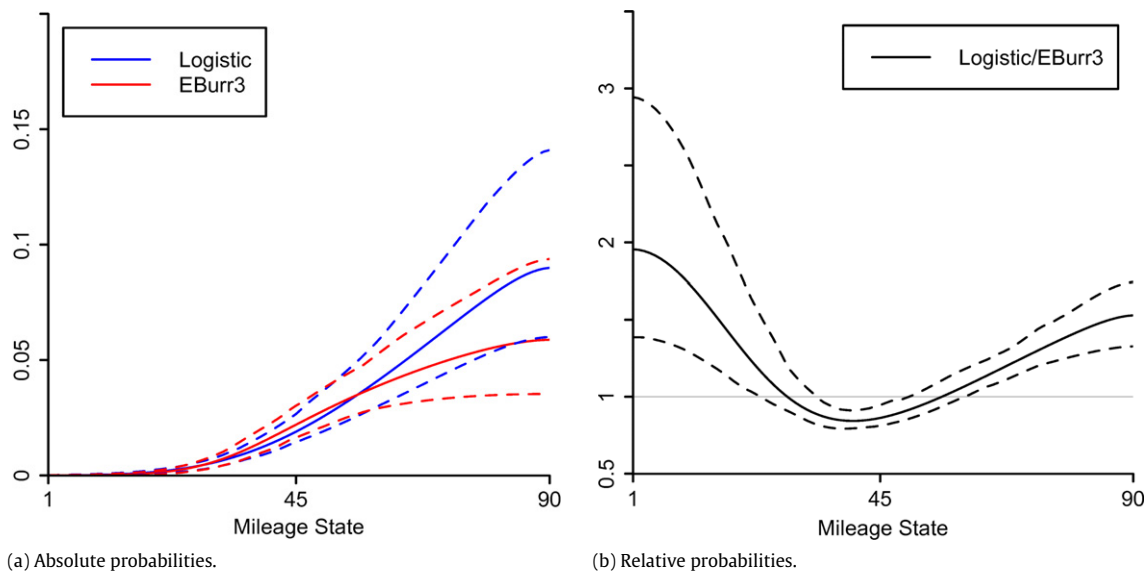 Logistic
EBurr3
0.15
0.1
0.05
0
1 45 90
Mileage State
(a) Absolute probabilities.
Logistic/EBurr3
3
2
1
0.5
1 45 90
Mileage State
(b) Relative probabilities.